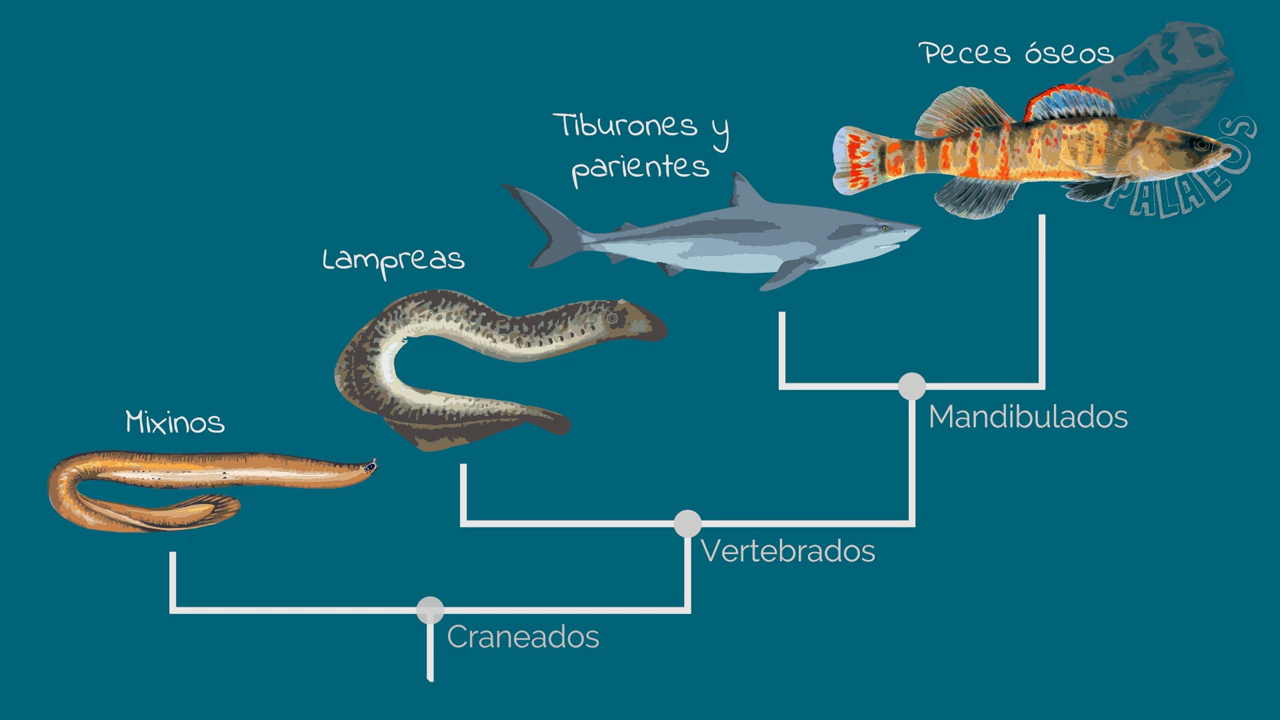 Peces óseos
Tiburones y
parientes
Lampreas
Mixinos
Mandibulados
Vertebrados
Craneados
PALAEOS